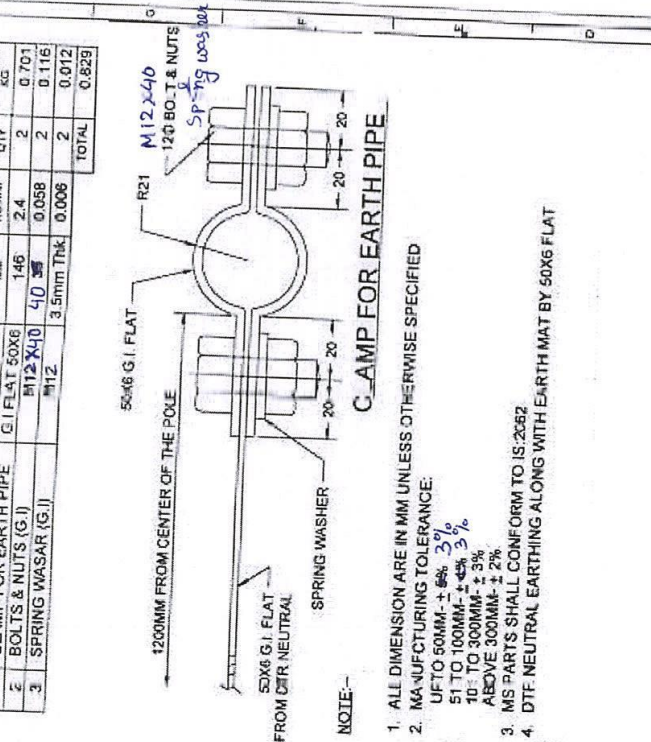 KG
G.I FLAT 50X6 146 2.4 2 0.701
2 BOLTS & NUTS (G.I) M12X40 40 0.058 2 0.116
3 SPRING WASAR (G.I) M12 3.5mm Thk. 0.006 2 0.012
TOTAL 0.829
G
F
E
D
M12X40
12Φ BOLT & NUTS
& Spring washer
R21
50X6 G.I. FLAT
1200MM FROM CENTER OF THE POLE
20 20
20 20
50X6 G.I. FLAT
FROM DTR NEUTRAL
SPRING WASHER
CLAMP FOR EARTH PIPE
NOTE:-
1. ALL DIMENSION ARE IN MM UNLESS OTHERWISE SPECIFIED
2. MANUFCTURING TOLERANCE:
UPTO 50MM- ± 3%
51 TO 100MM- ± 3%
101 TO 300MM- ± 3%
ABOVE 300MM- ± 2%
3. MS PARTS SHALL CONFORM TO IS:2062
4. DTR NEUTRAL EARTHING ALONG WITH EARTH MAT BY 50X6 FLAT